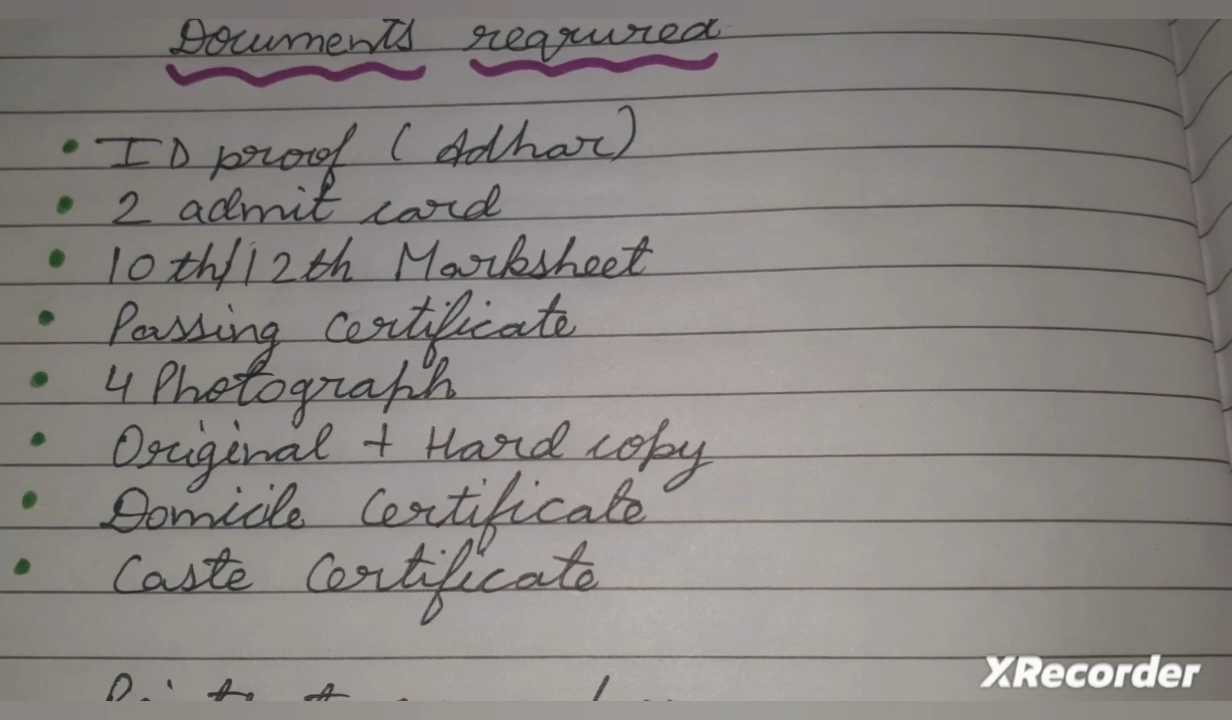 Documents required
• ID proof ( Adhar)
• 2 admit card
• 10th/12th Marksheet
• Passing Certificate
• 4 Photograph
• Original + Hard copy
• Domicile Certificate
• Caste Certificate
XRecorder